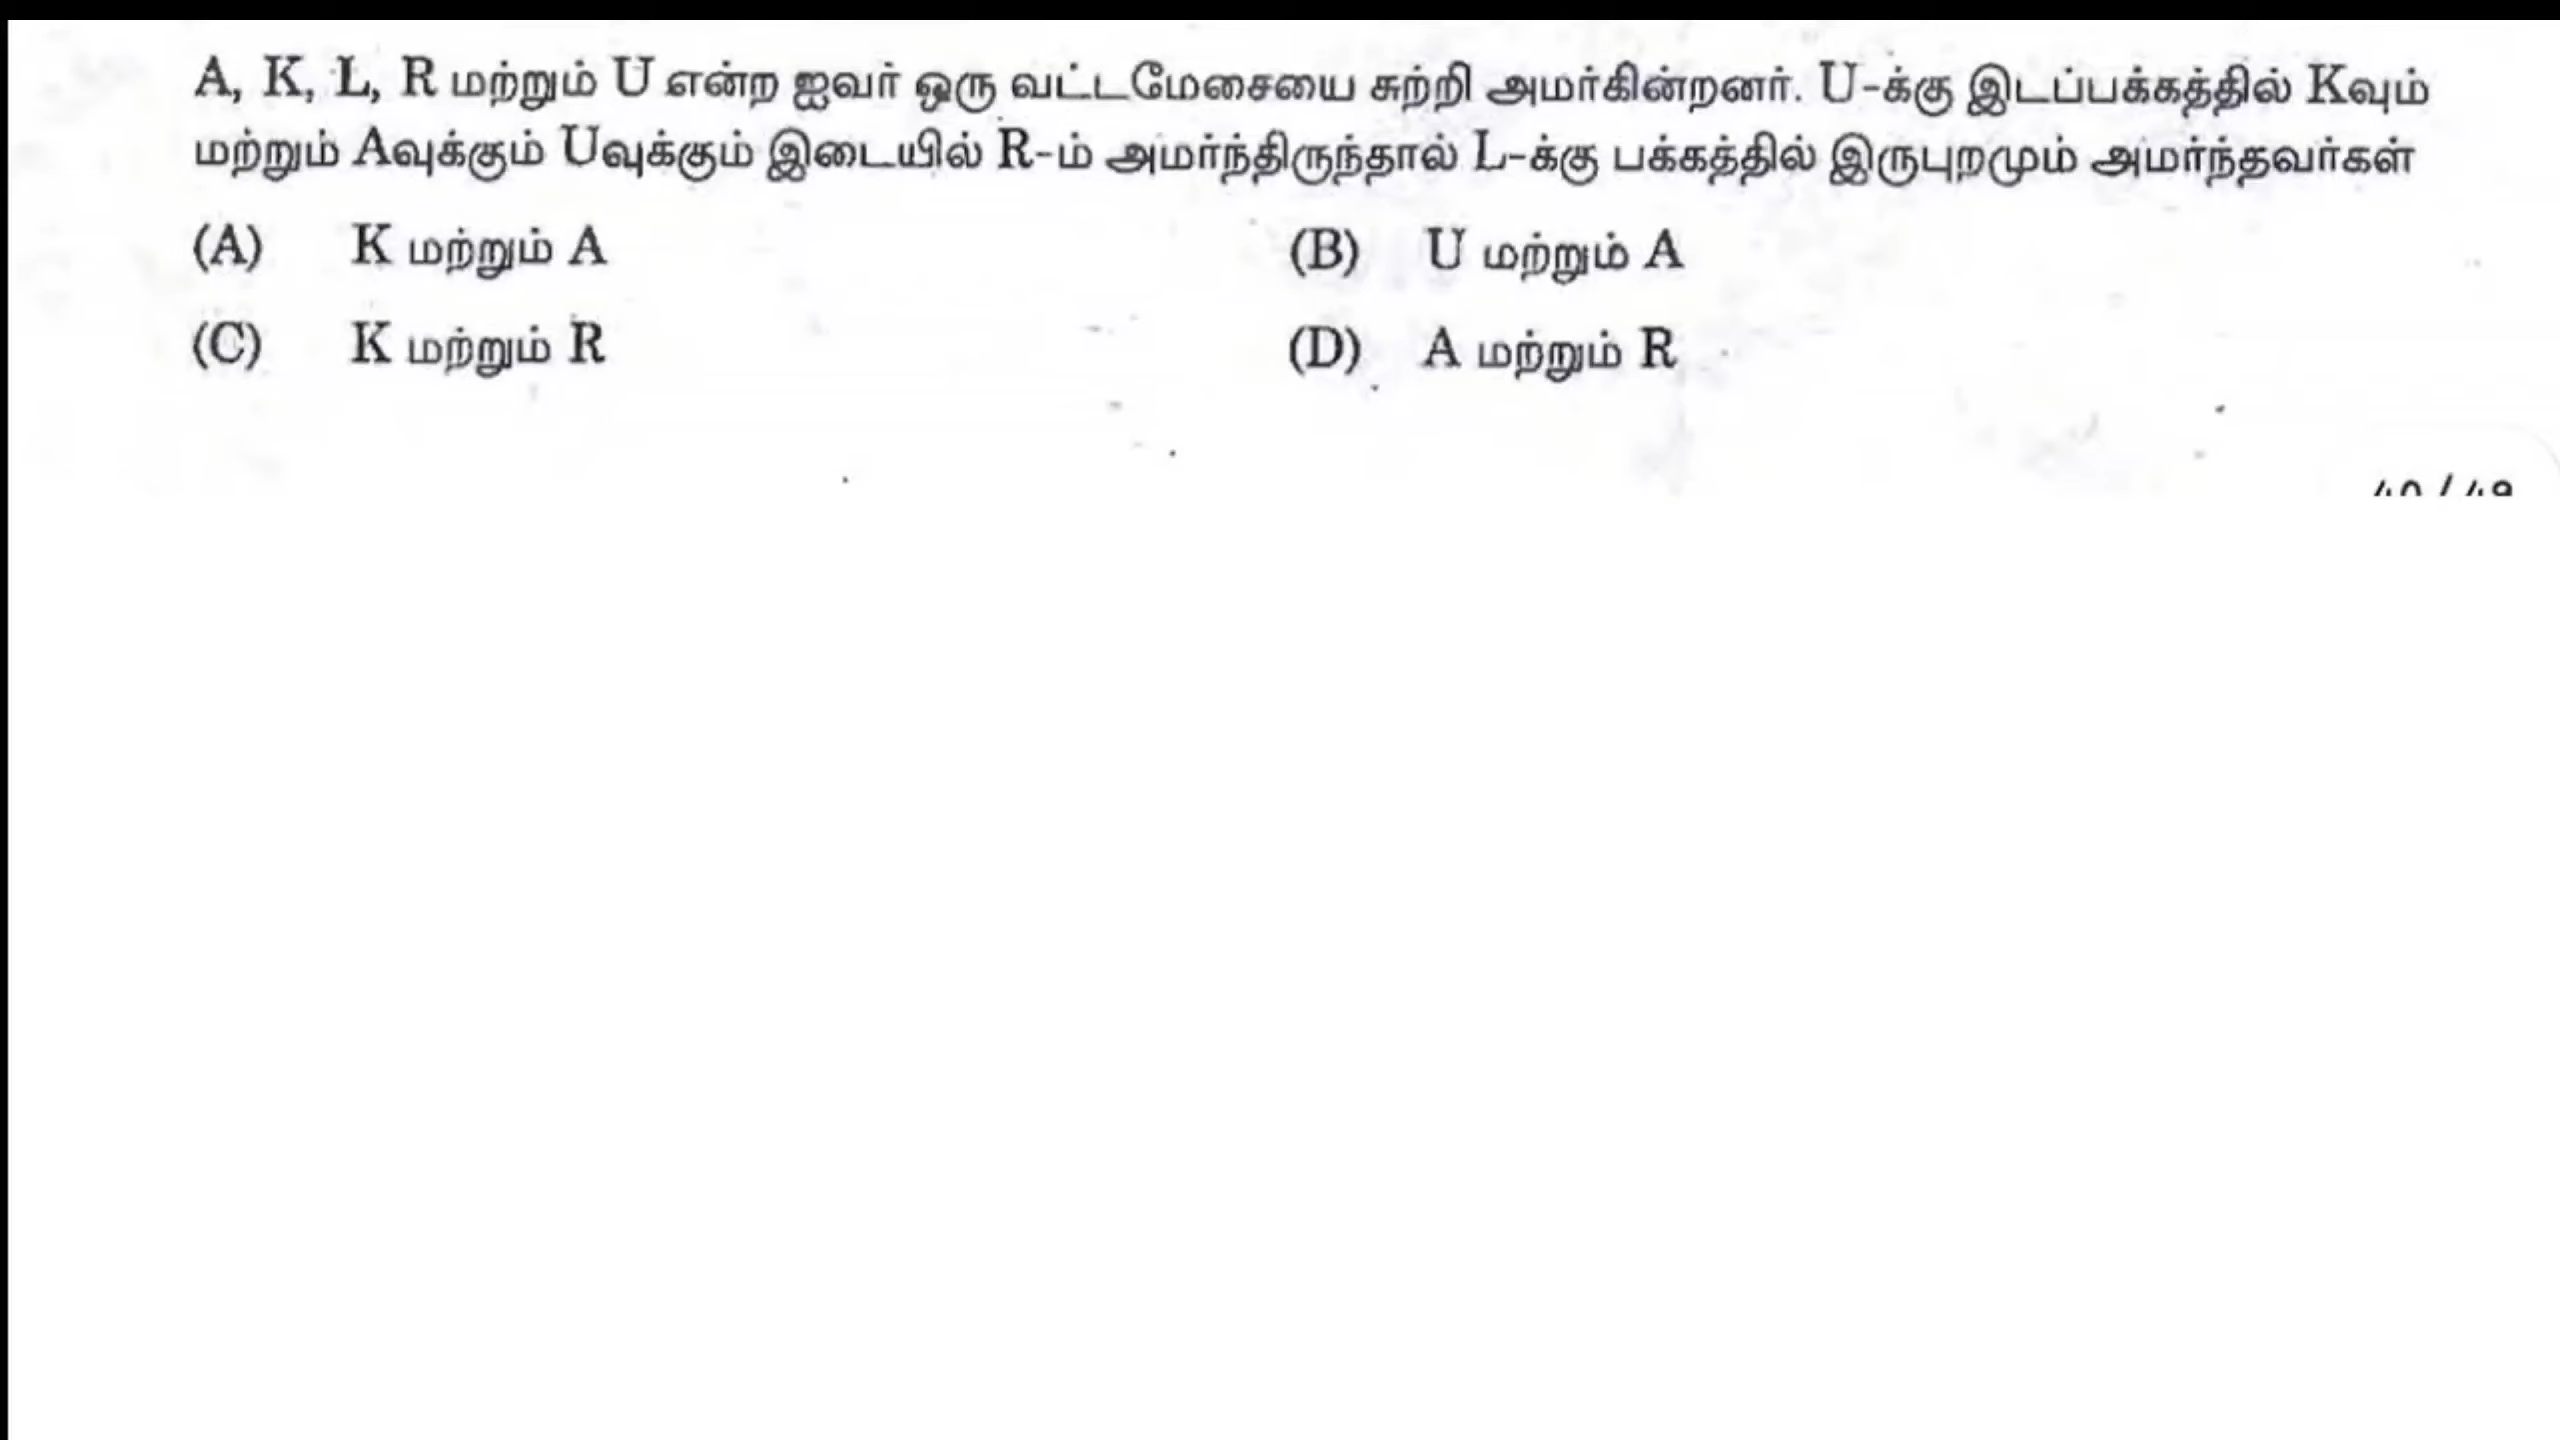 A, K, L, R மற்றும் U என்ற ஐவர் ஒரு வட்டமேசையை சுற்றி அமர்கின்றனர். U-க்கு இடப்பக்கத்தில் Kவும்
மற்றும் Aவுக்கும் Uவுக்கும் இடையில் R-ம் அமர்ந்திருந்தால் L-க்கு பக்கத்தில் இருபுறமும் அமர்ந்தவர்கள்
(A) K மற்றும் A (B) U மற்றும் A
(C) K மற்றும் R (D) A மற்றும் R